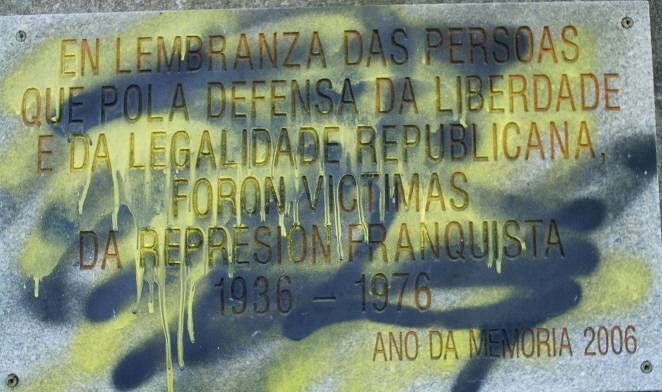 EN LEMBRANZA DAS PERSOAS
QUE POLA DEFENSA DA LIBERDADE
E DA LEGALIDADE REPUBLICANA,
FORON VICTIMAS
DA REPRESIÓN FRANQUISTA
1936 – 1976
ANO DA MEMORIA 2006